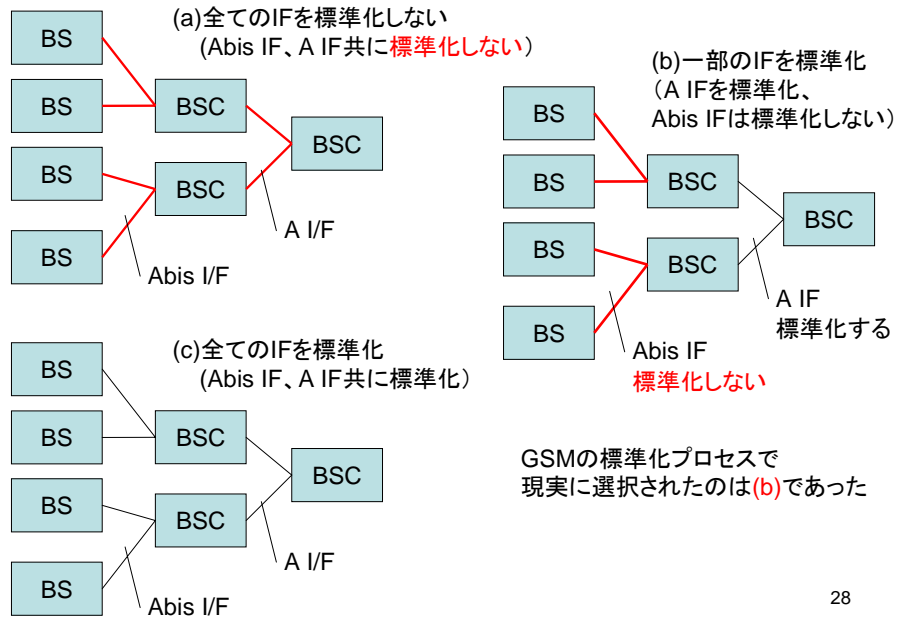 (a)全てのIFを標準化しない
(Abis IF、A IF共に標準化しない）
BS
BS
BS
BS
BSC
BSC
BSC
A I/F
Abis I/F
(b)一部のIFを標準化
（A IFを標準化、
Abis IFは標準化しない）
BS
BS
BS
BS
BSC
BSC
BSC
A IF
標準化する
Abis IF
標準化しない
(c)全てのIFを標準化
(Abis IF、A IF共に標準化）
BS
BS
BS
BS
BSC
BSC
BSC
A I/F
Abis I/F
GSMの標準化プロセスで
現実に選択されたのは(b)であった
28